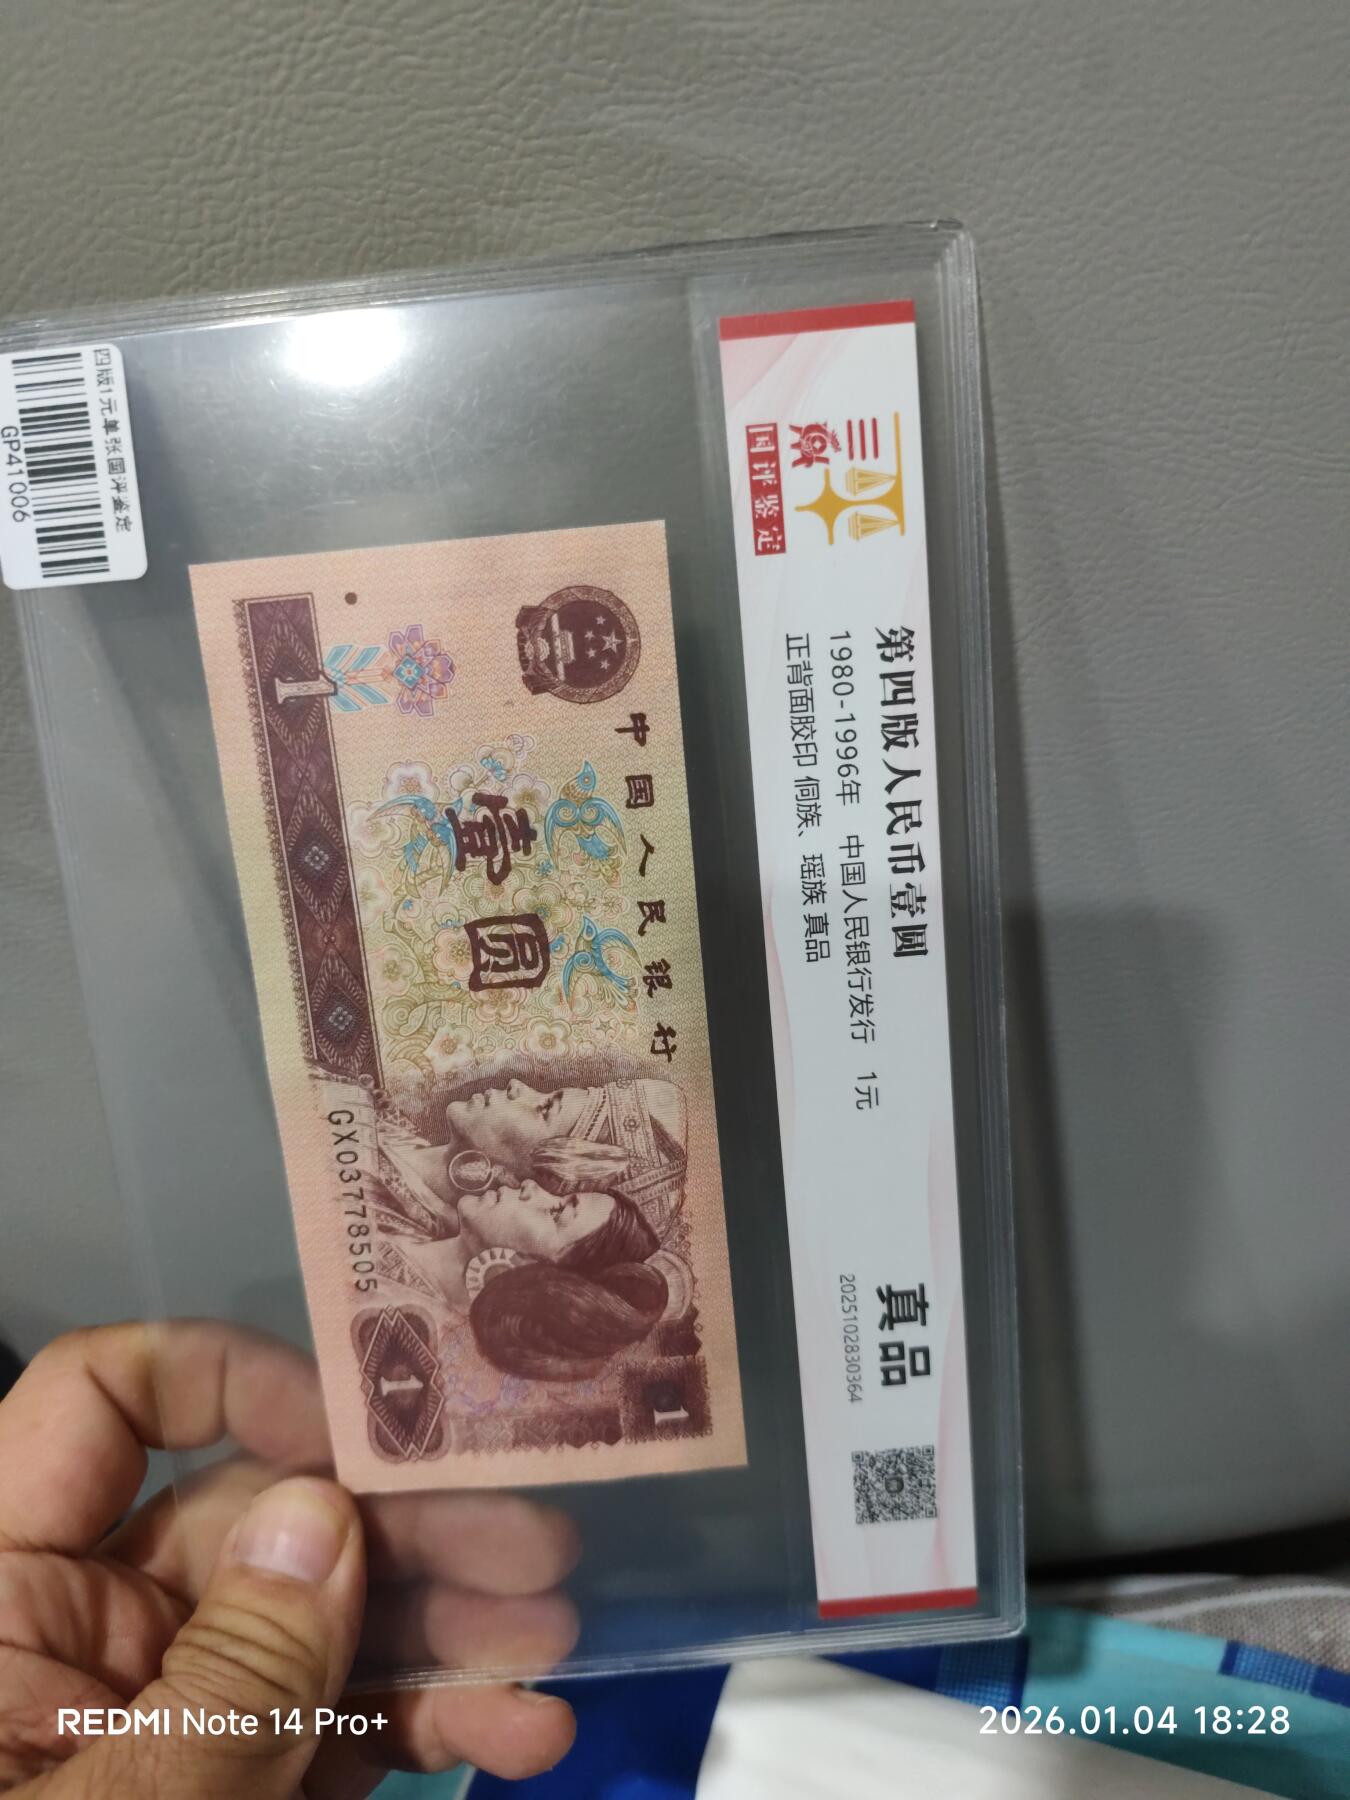 国评鉴定
第四版人民币壹圆
1980-1996年 中国人民银行发行 1元
正背面胶印 侗族、瑶族 真品
真品
20251028830364
四版1元单张国评鉴定
GP41006
中国人民银行
壹圆
1
GX03778505
1
1
REDMI Note 14 Pro+
2026.01.04 18:28